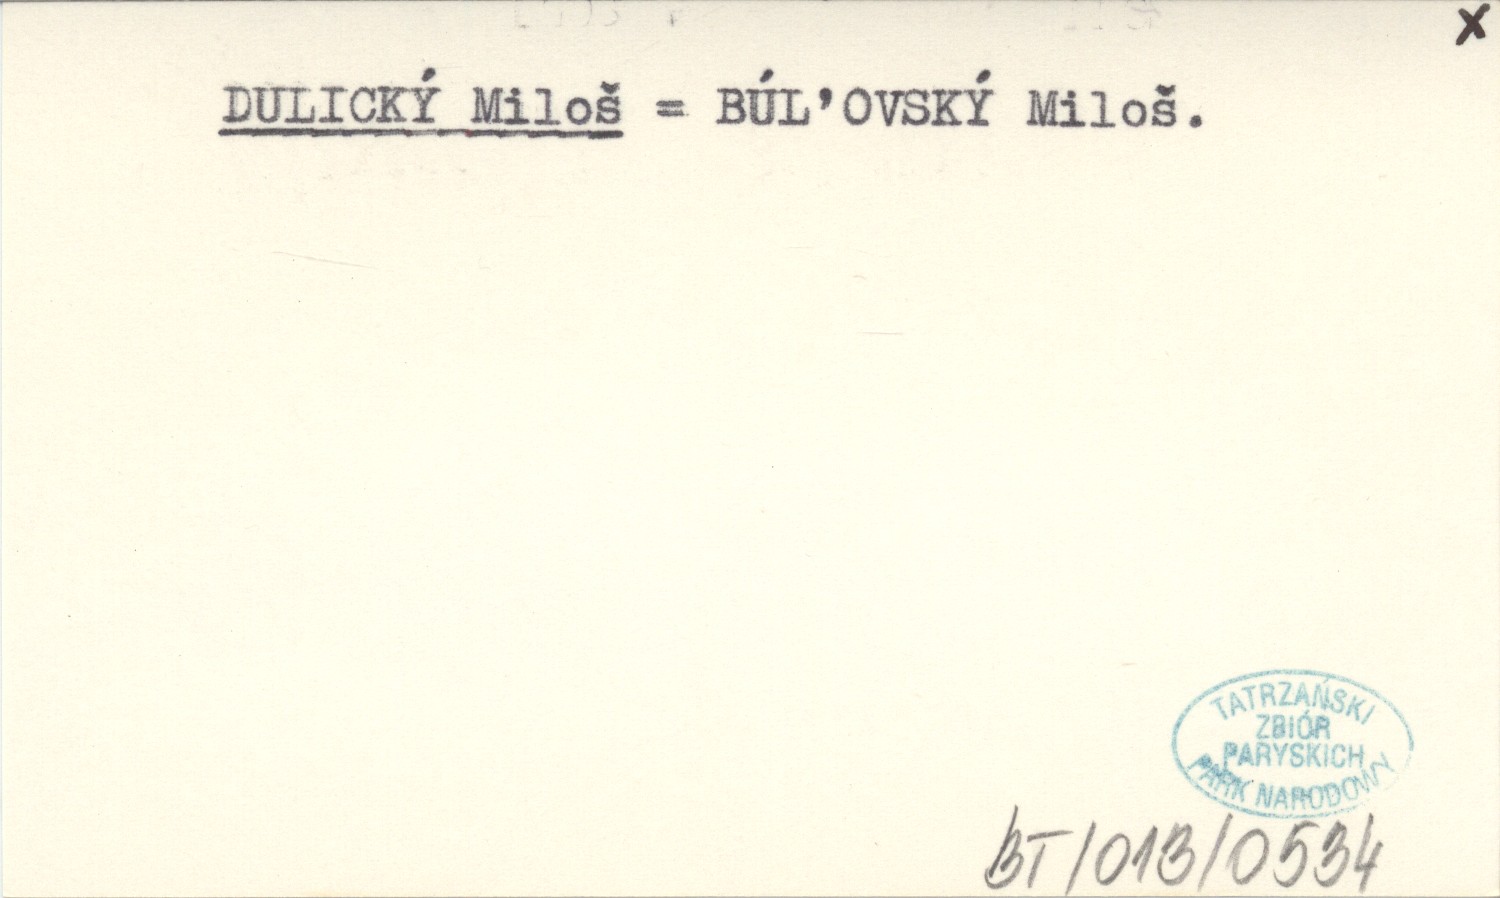 x
DULICKÝ Miloš = BÚL'OVSKÝ Miloš.
TATRZAŃSKI
ZBIÓR
PARYSKICH
PARK NARODOWY
BT/013/0534